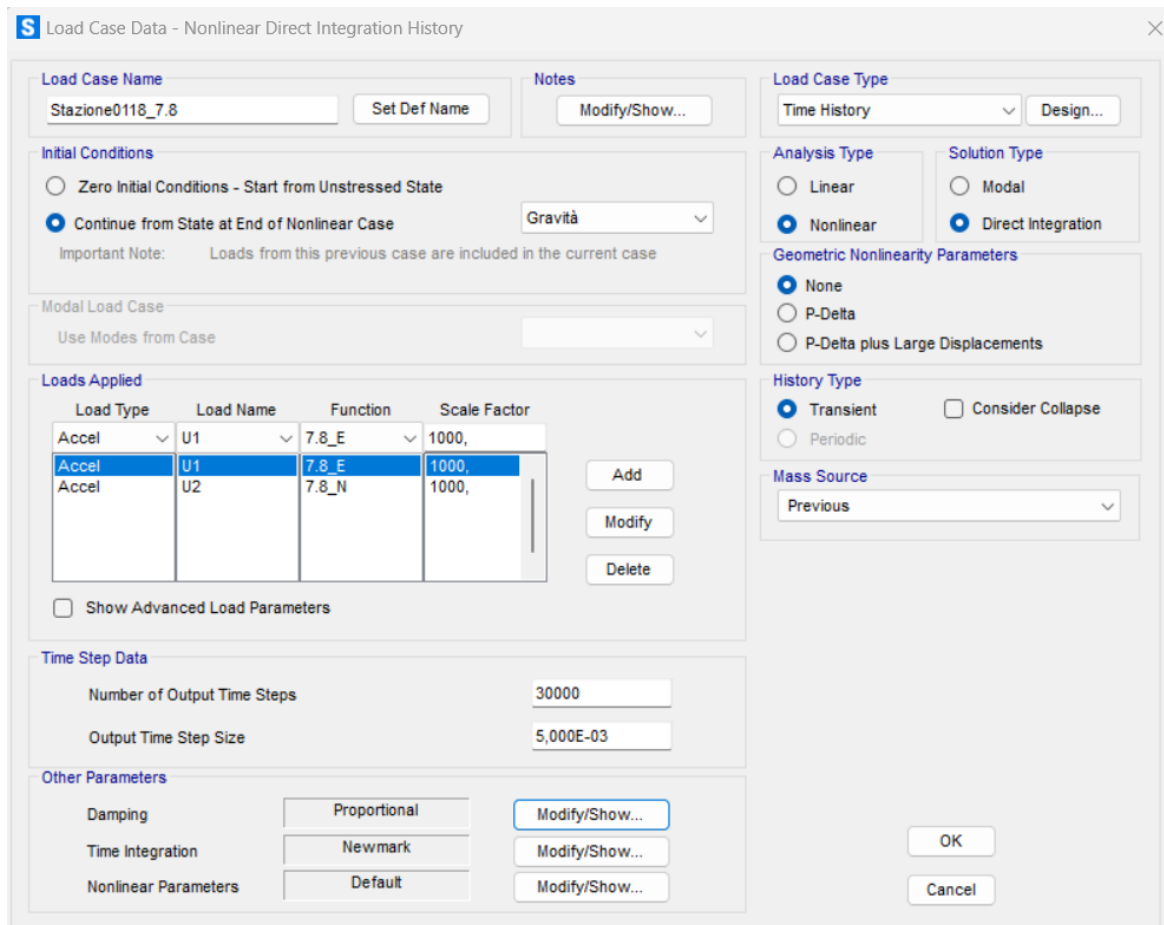 S Load Case Data - Nonlinear Direct Integration History
Load Case Name
Stazione0118_7.8
Set Def Name
Notes
Modify/Show...
Load Case Type
Time History
Design...
Initial Conditions
Zero Initial Conditions - Start from Unstressed State
Continue from State at End of Nonlinear Case
Gravità
Important Note: Loads from this previous case are included in the current case
Analysis Type
Linear
Nonlinear
Solution Type
Modal
Direct Integration
Geometric Nonlinearity Parameters
None
P-Delta
P-Delta plus Large Displacements
Modal Load Case
Use Modes from Case
Loads Applied
Load Type Load Name Function Scale Factor
Accel U1 7.8_E 1000,
Accel U1 7.8_E 1000,
Accel U2 7.8_N 1000,
Add
Modify
Delete
Show Advanced Load Parameters
History Type
Transient
Consider Collapse
Periodic
Mass Source
Previous
Time Step Data
Number of Output Time Steps 30000
Output Time Step Size 5,000E-03
Other Parameters
Damping Proportional Modify/Show...
Time Integration Newmark Modify/Show...
Nonlinear Parameters Default Modify/Show...
OK
Cancel